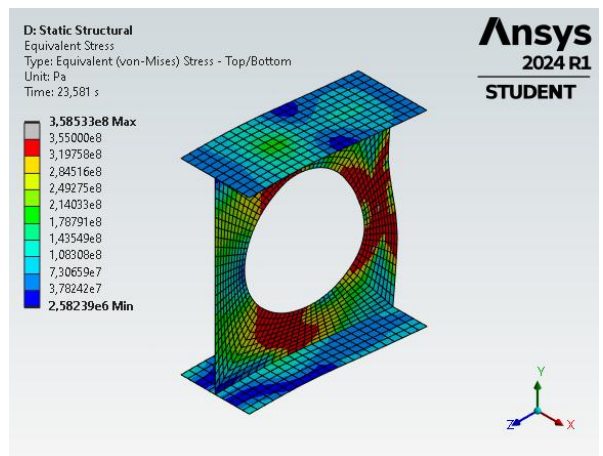 D: Static Structural
Equivalent Stress
Type: Equivalent (von-Mises) Stress - Top/Bottom
Unit: Pa
Time: 23,581 s
3,58533e8 Max
3,55000e8
3,19758e8
2,84516e8
2,49275e8
2,14033e8
1,78791e8
1,43549e8
1,08308e8
7,30659e7
3,78242e7
2,58239e6 Min
Ansys
2024 R1
STUDENT
Y
Z
X